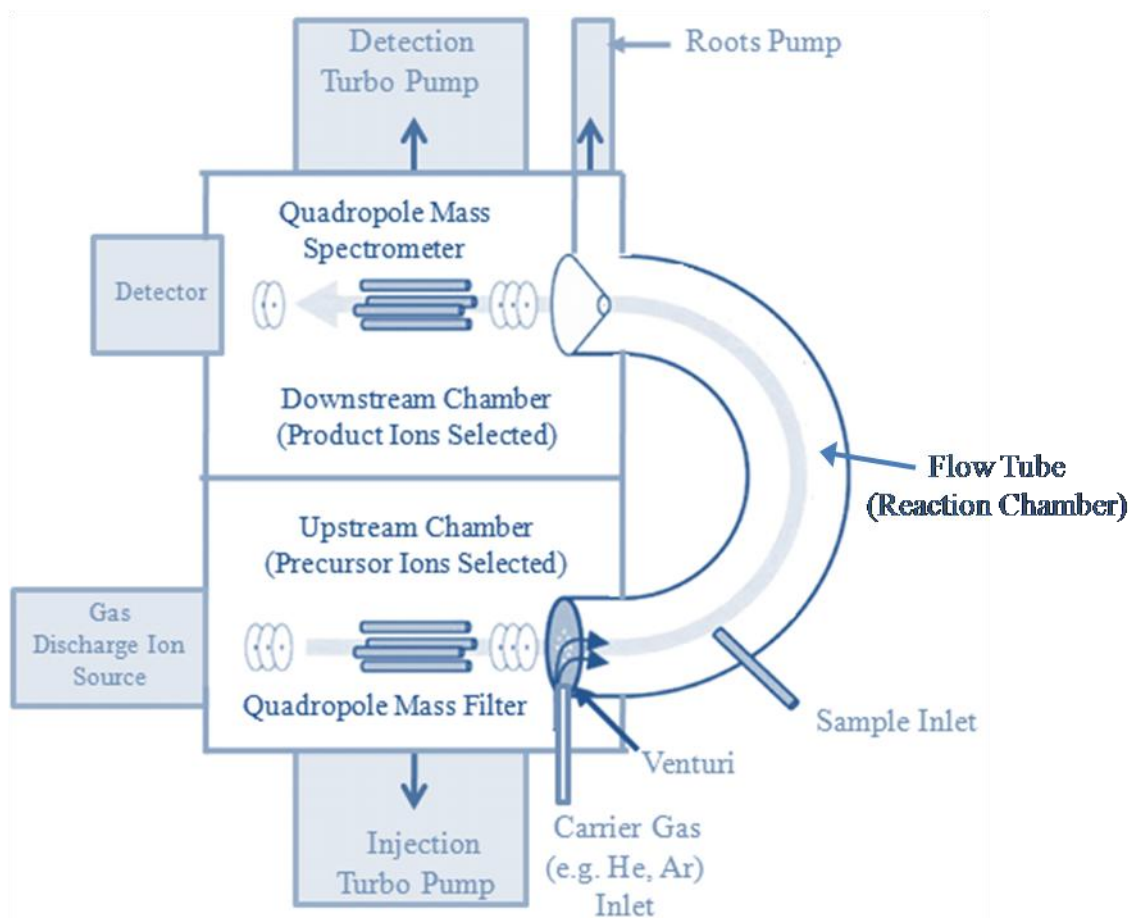 Detection
Turbo Pump
Roots Pump
Quadropole Mass
Spectrometer
Detector
Downstream Chamber
(Product Ions Selected)
Flow Tube
(Reaction Chamber)
Upstream Chamber
(Precursor Ions Selected)
Gas
Discharge Ion
Source
Quadropole Mass Filter
Sample Inlet
Venturi
Injection
Turbo Pump
Carrier Gas
(e.g. He, Ar)
Inlet